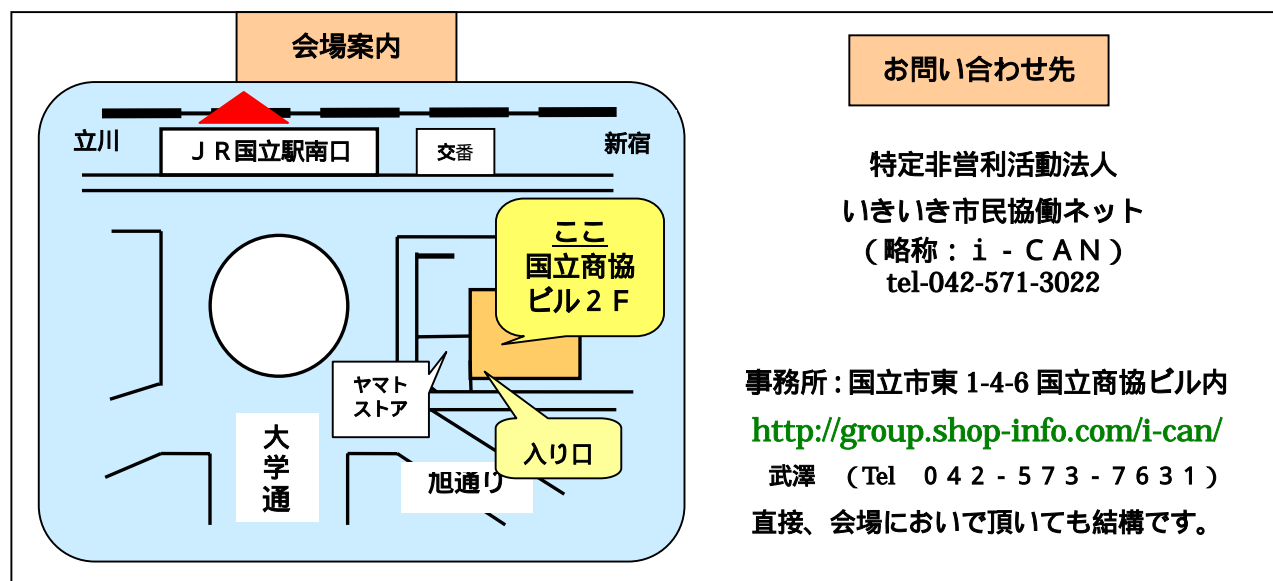 会場案内
立川
ＪＲ国立駅南口
交番
新宿
ここ
国立商協
ビル２Ｆ
ヤマト
ストア
入り口
大
学
通
旭通り
お問い合わせ先
特定非営利活動法人
いきいき市民協働ネット
（略称：ｉ‐ＣＡＮ）
tel-042-571-3022
事務所：国立市東 1-4-6 国立商協ビル内
http://group.shop-info.com/i-can/
武澤　（Tel　０４２‐５７３‐７６３１）
直接、会場においで頂いても結構です。